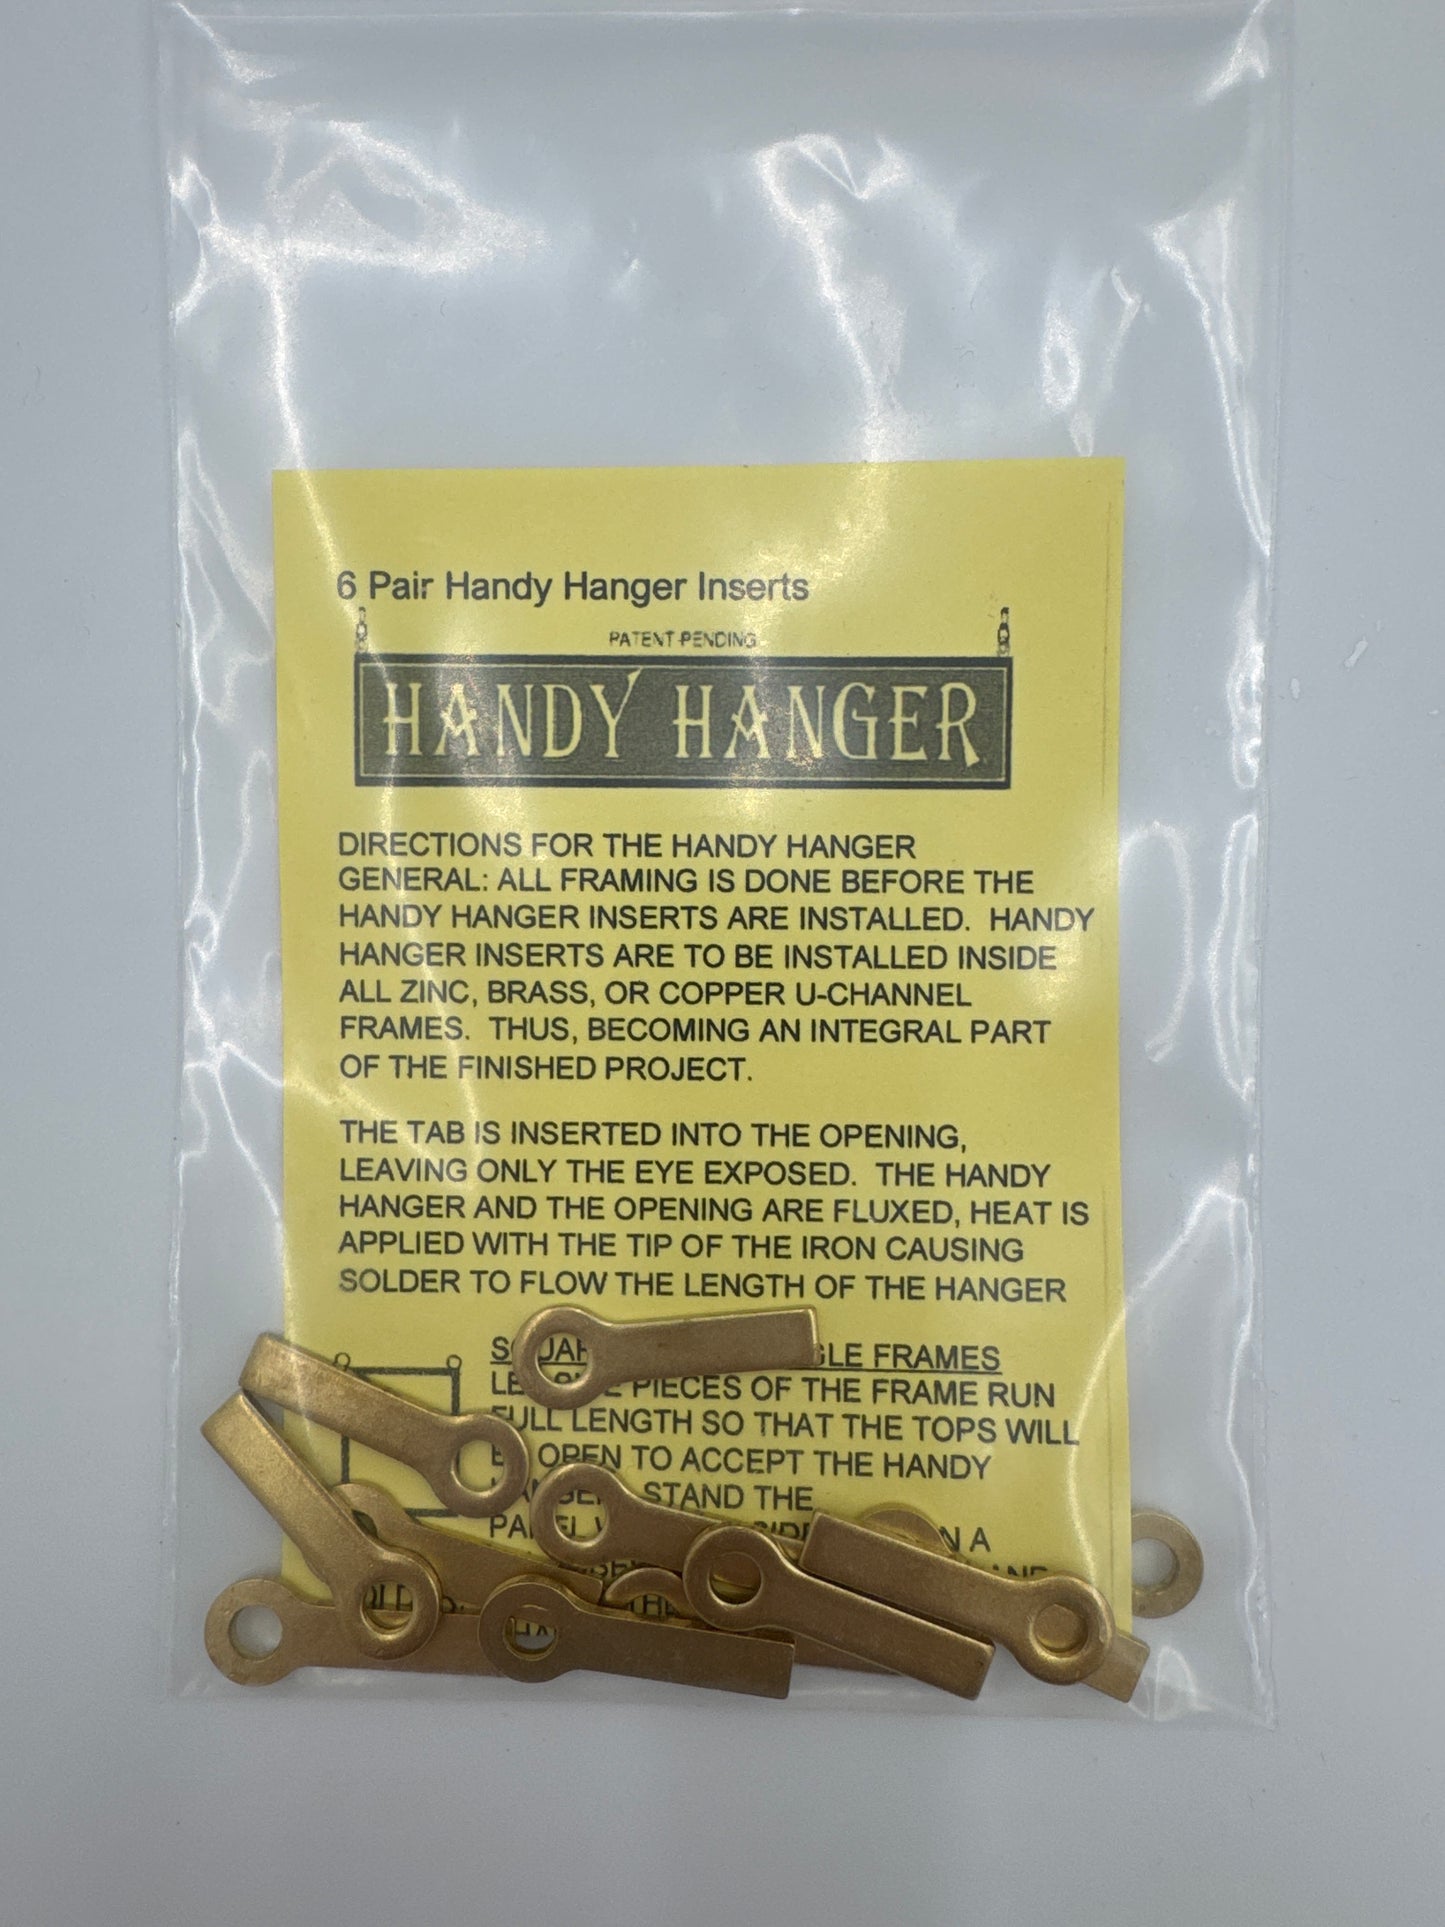 6 Pair Handy Hanger Inserts
PATENT PENDING
HANDY HANGER
DIRECTIONS FOR THE HANDY HANGER
GENERAL: ALL FRAMING IS DONE BEFORE THE
HANDY HANGER INSERTS ARE INSTALLED. HANDY
HANGER INSERTS ARE TO BE INSTALLED INSIDE
ALL ZINC, BRASS, OR COPPER U-CHANNEL
FRAMES. THUS, BECOMING AN INTEGRAL PART
OF THE FINISHED PROJECT.
THE TAB IS INSERTED INTO THE OPENING,
LEAVING ONLY THE EYE EXPOSED. THE HANDY
HANGER AND THE OPENING ARE FLUXED, HEAT IS
APPLIED WITH THE TIP OF THE IRON CAUSING
SOLDER TO FLOW THE LENGTH OF THE HANGER
FRAMES
PIECES OF THE FRAME RUN
FULL LENGTH SO THAT THE TOPS WILL
OPEN TO ACCEPT THE HANDY
STAND THE
A